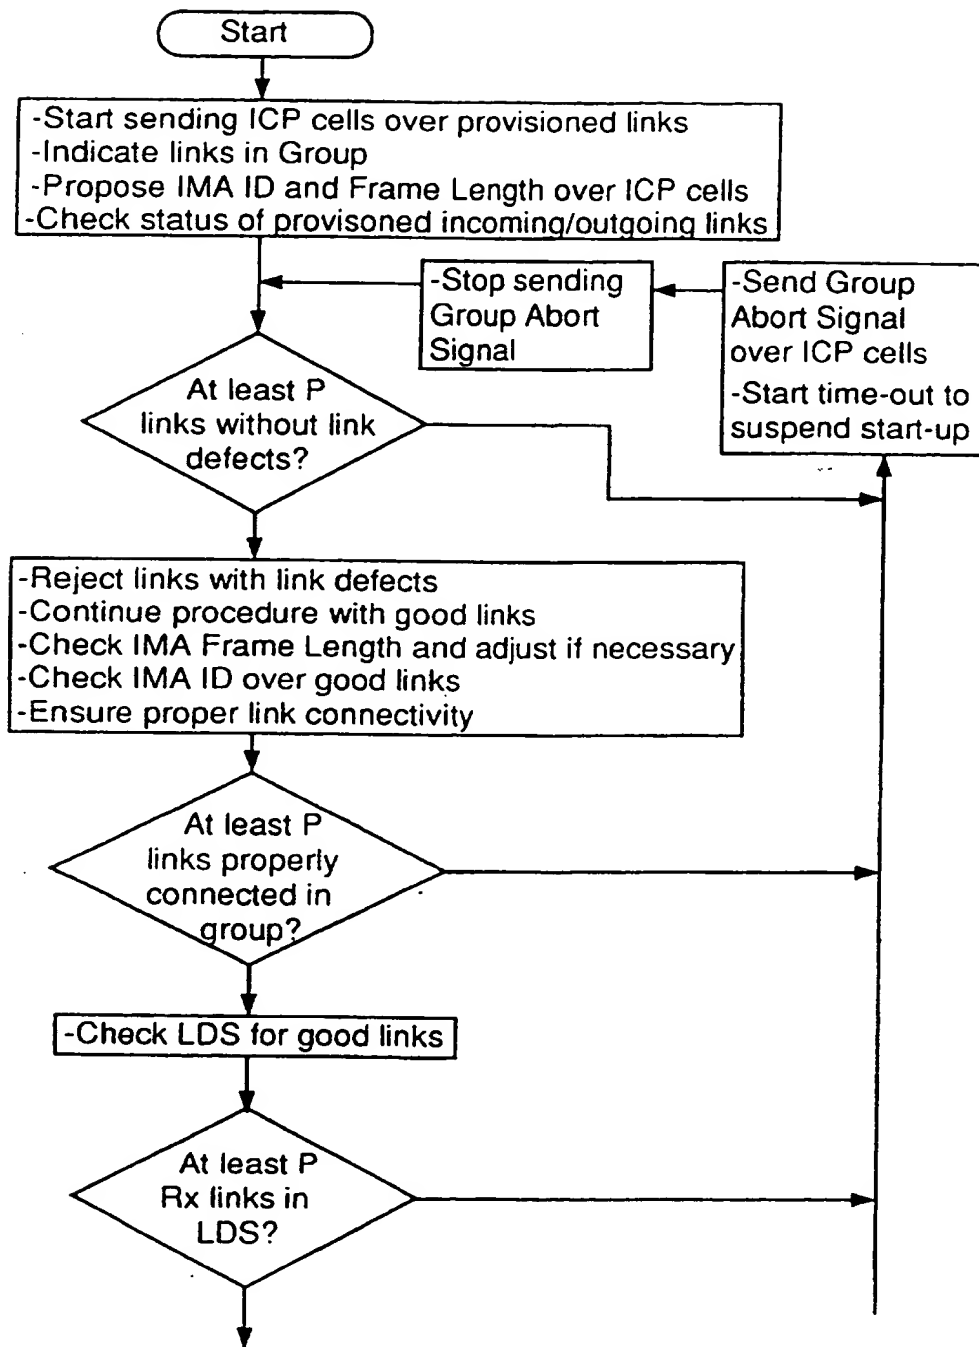 Start
-Start sending ICP cells over provisioned links
-Indicate links in Group
-Propose IMA ID and Frame Length over ICP cells
-Check status of provisoned incoming/outgoing links
-Stop sending
Group Abort
Signal
-Send Group
Abort Signal
over ICP cells
-Start time-out to
suspend start-up
At least P
links without link
defects?
-Reject links with link defects
-Continue procedure with good links
-Check IMA Frame Length and adjust if necessary
-Check IMA ID over good links
-Ensure proper link connectivity
At least P
links properly
connected in
group?
-Check LDS for good links
At least P
Rx links in
LDS?